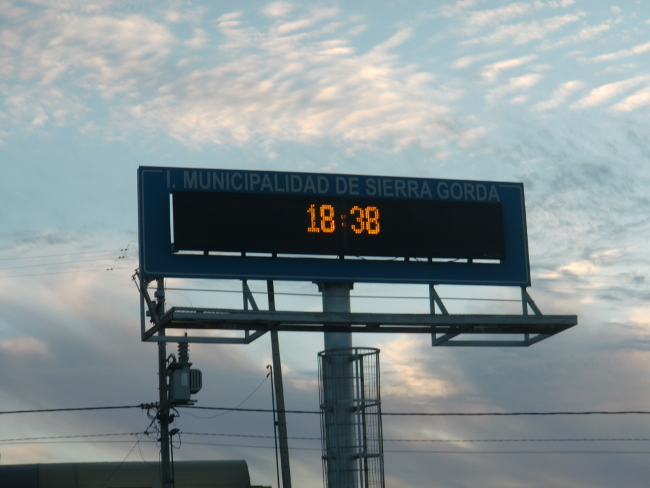 I. MUNICIPALIDAD DE SIERRA GORDA
18:38